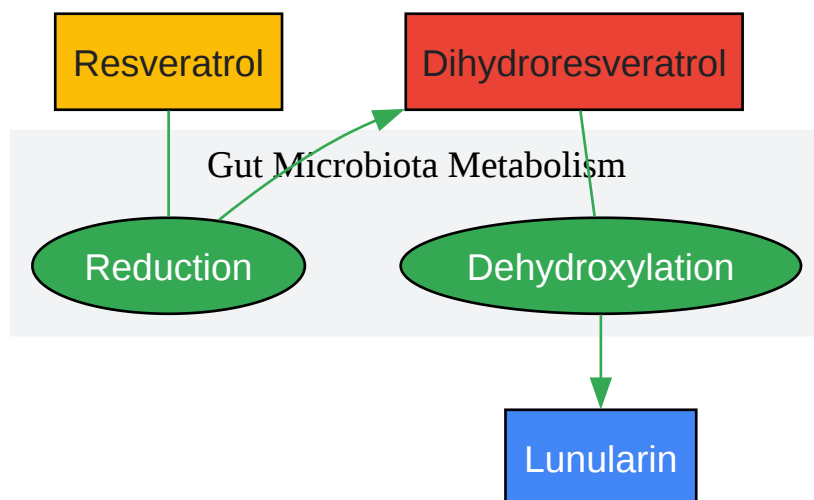 Resveratrol
Dihydroresveratrol
Gut Microbiota Metabolism
Reduction
Dehydroxylation
Lunularin